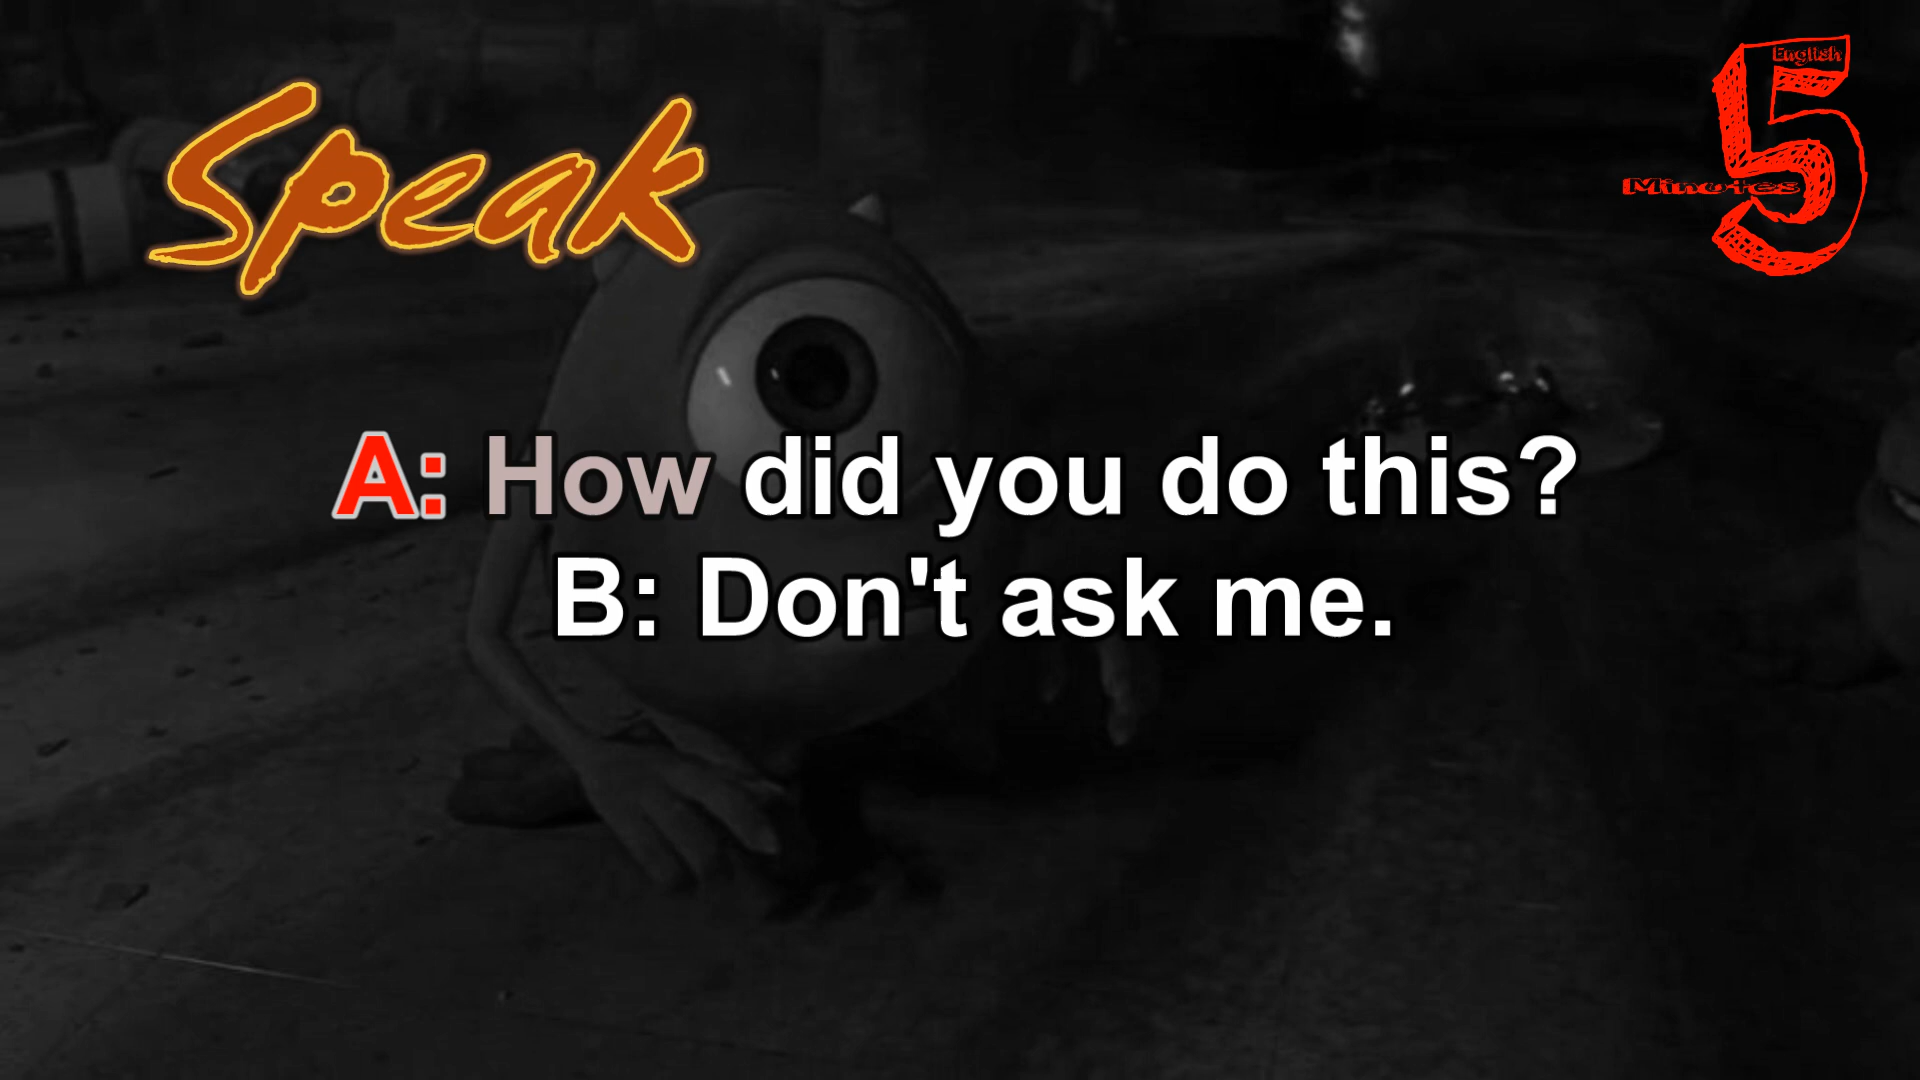 Speak
English
5
Minutes
A: How did you do this?
B: Don't ask me.